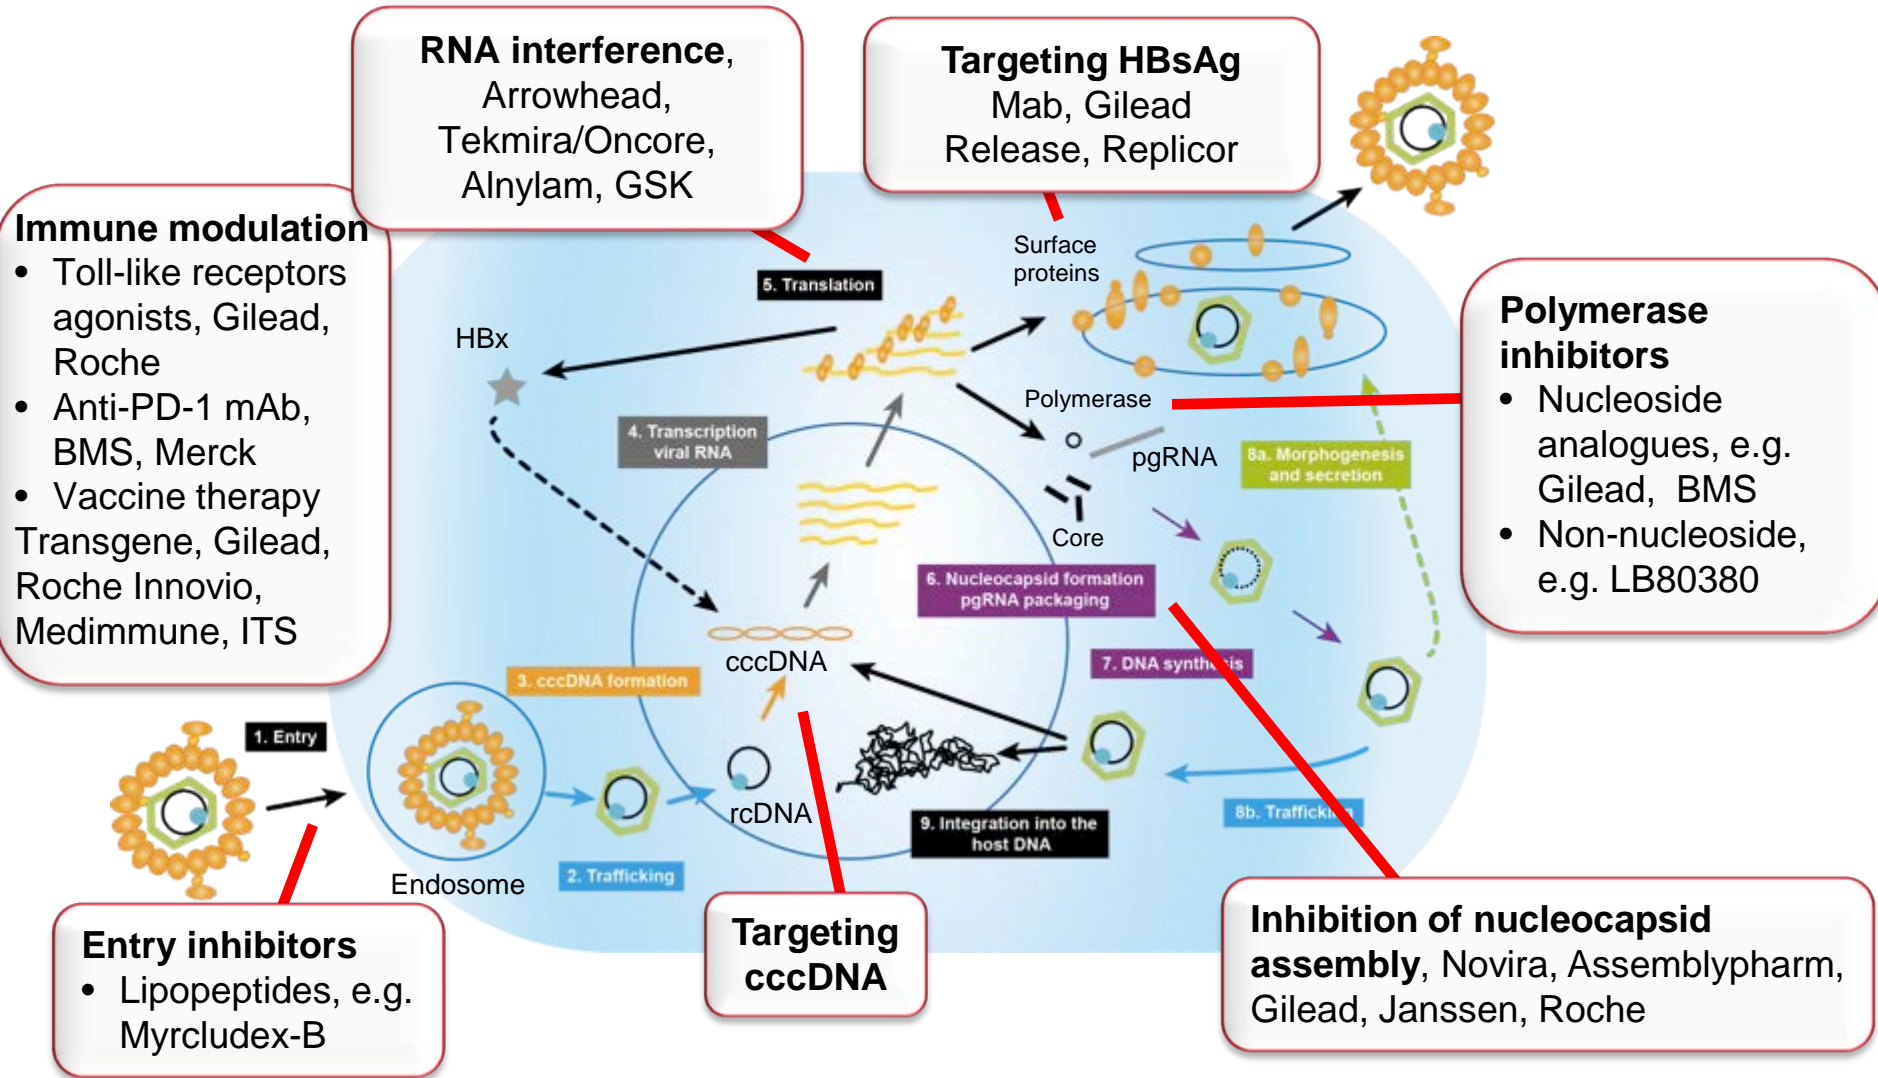 RNA interference,
Arrowhead,
Tekmira/Oncore,
Alnylam, GSK
Targeting HBsAg
Mab, Gilead
Release, Replicor
Immune modulation
• Toll-like receptors
agonists, Gilead,
Roche
• Anti-PD-1 mAb,
BMS, Merck
• Vaccine therapy
Transgene, Gilead,
Roche Innovio,
Medimmune, ITS
Surface
proteins
5. Translation
HBx
Polymerase
inhibitors
• Nucleoside
analogues, e.g.
Gilead, BMS
• Non-nucleoside,
e.g. LB80380
Polymerase
4. Transcription
viral RNA
pgRNA
8a. Morphogenesis
and secretion
Core
6. Nucleocapsid formation
pgRNA packaging
cccDNA
7. DNA synthesis
3. cccDNA formation
1. Entry
rcDNA
9. Integration into the
host DNA
8b. Trafficking
Endosome
2. Trafficking
Entry inhibitors
• Lipopeptides, e.g.
Myrcludex-B
Targeting
cccDNA
Inhibition of nucleocapsid
assembly, Novira, Assemblypharm,
Gilead, Janssen, Roche